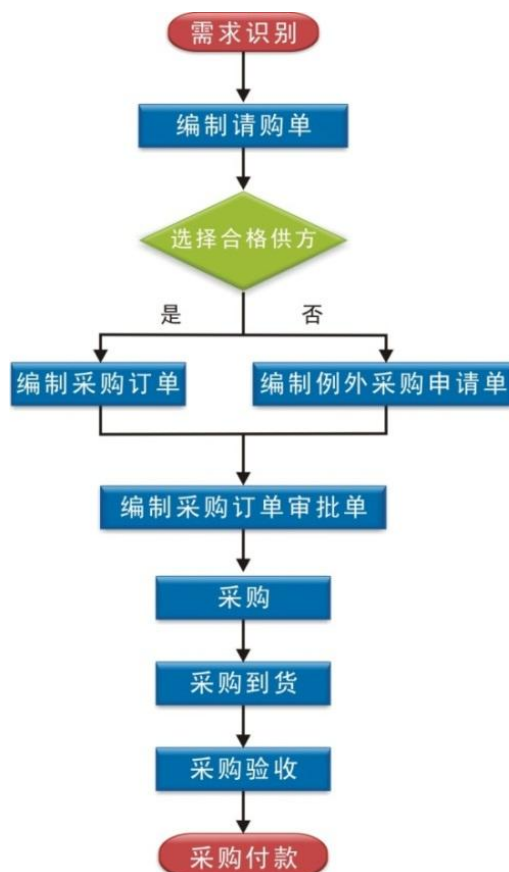 需求识别
编制请购单
选择合格供方
是
否
编制采购订单
编制例外采购申请单
编制采购订单审批单
采购
采购到货
采购验收
采购付款